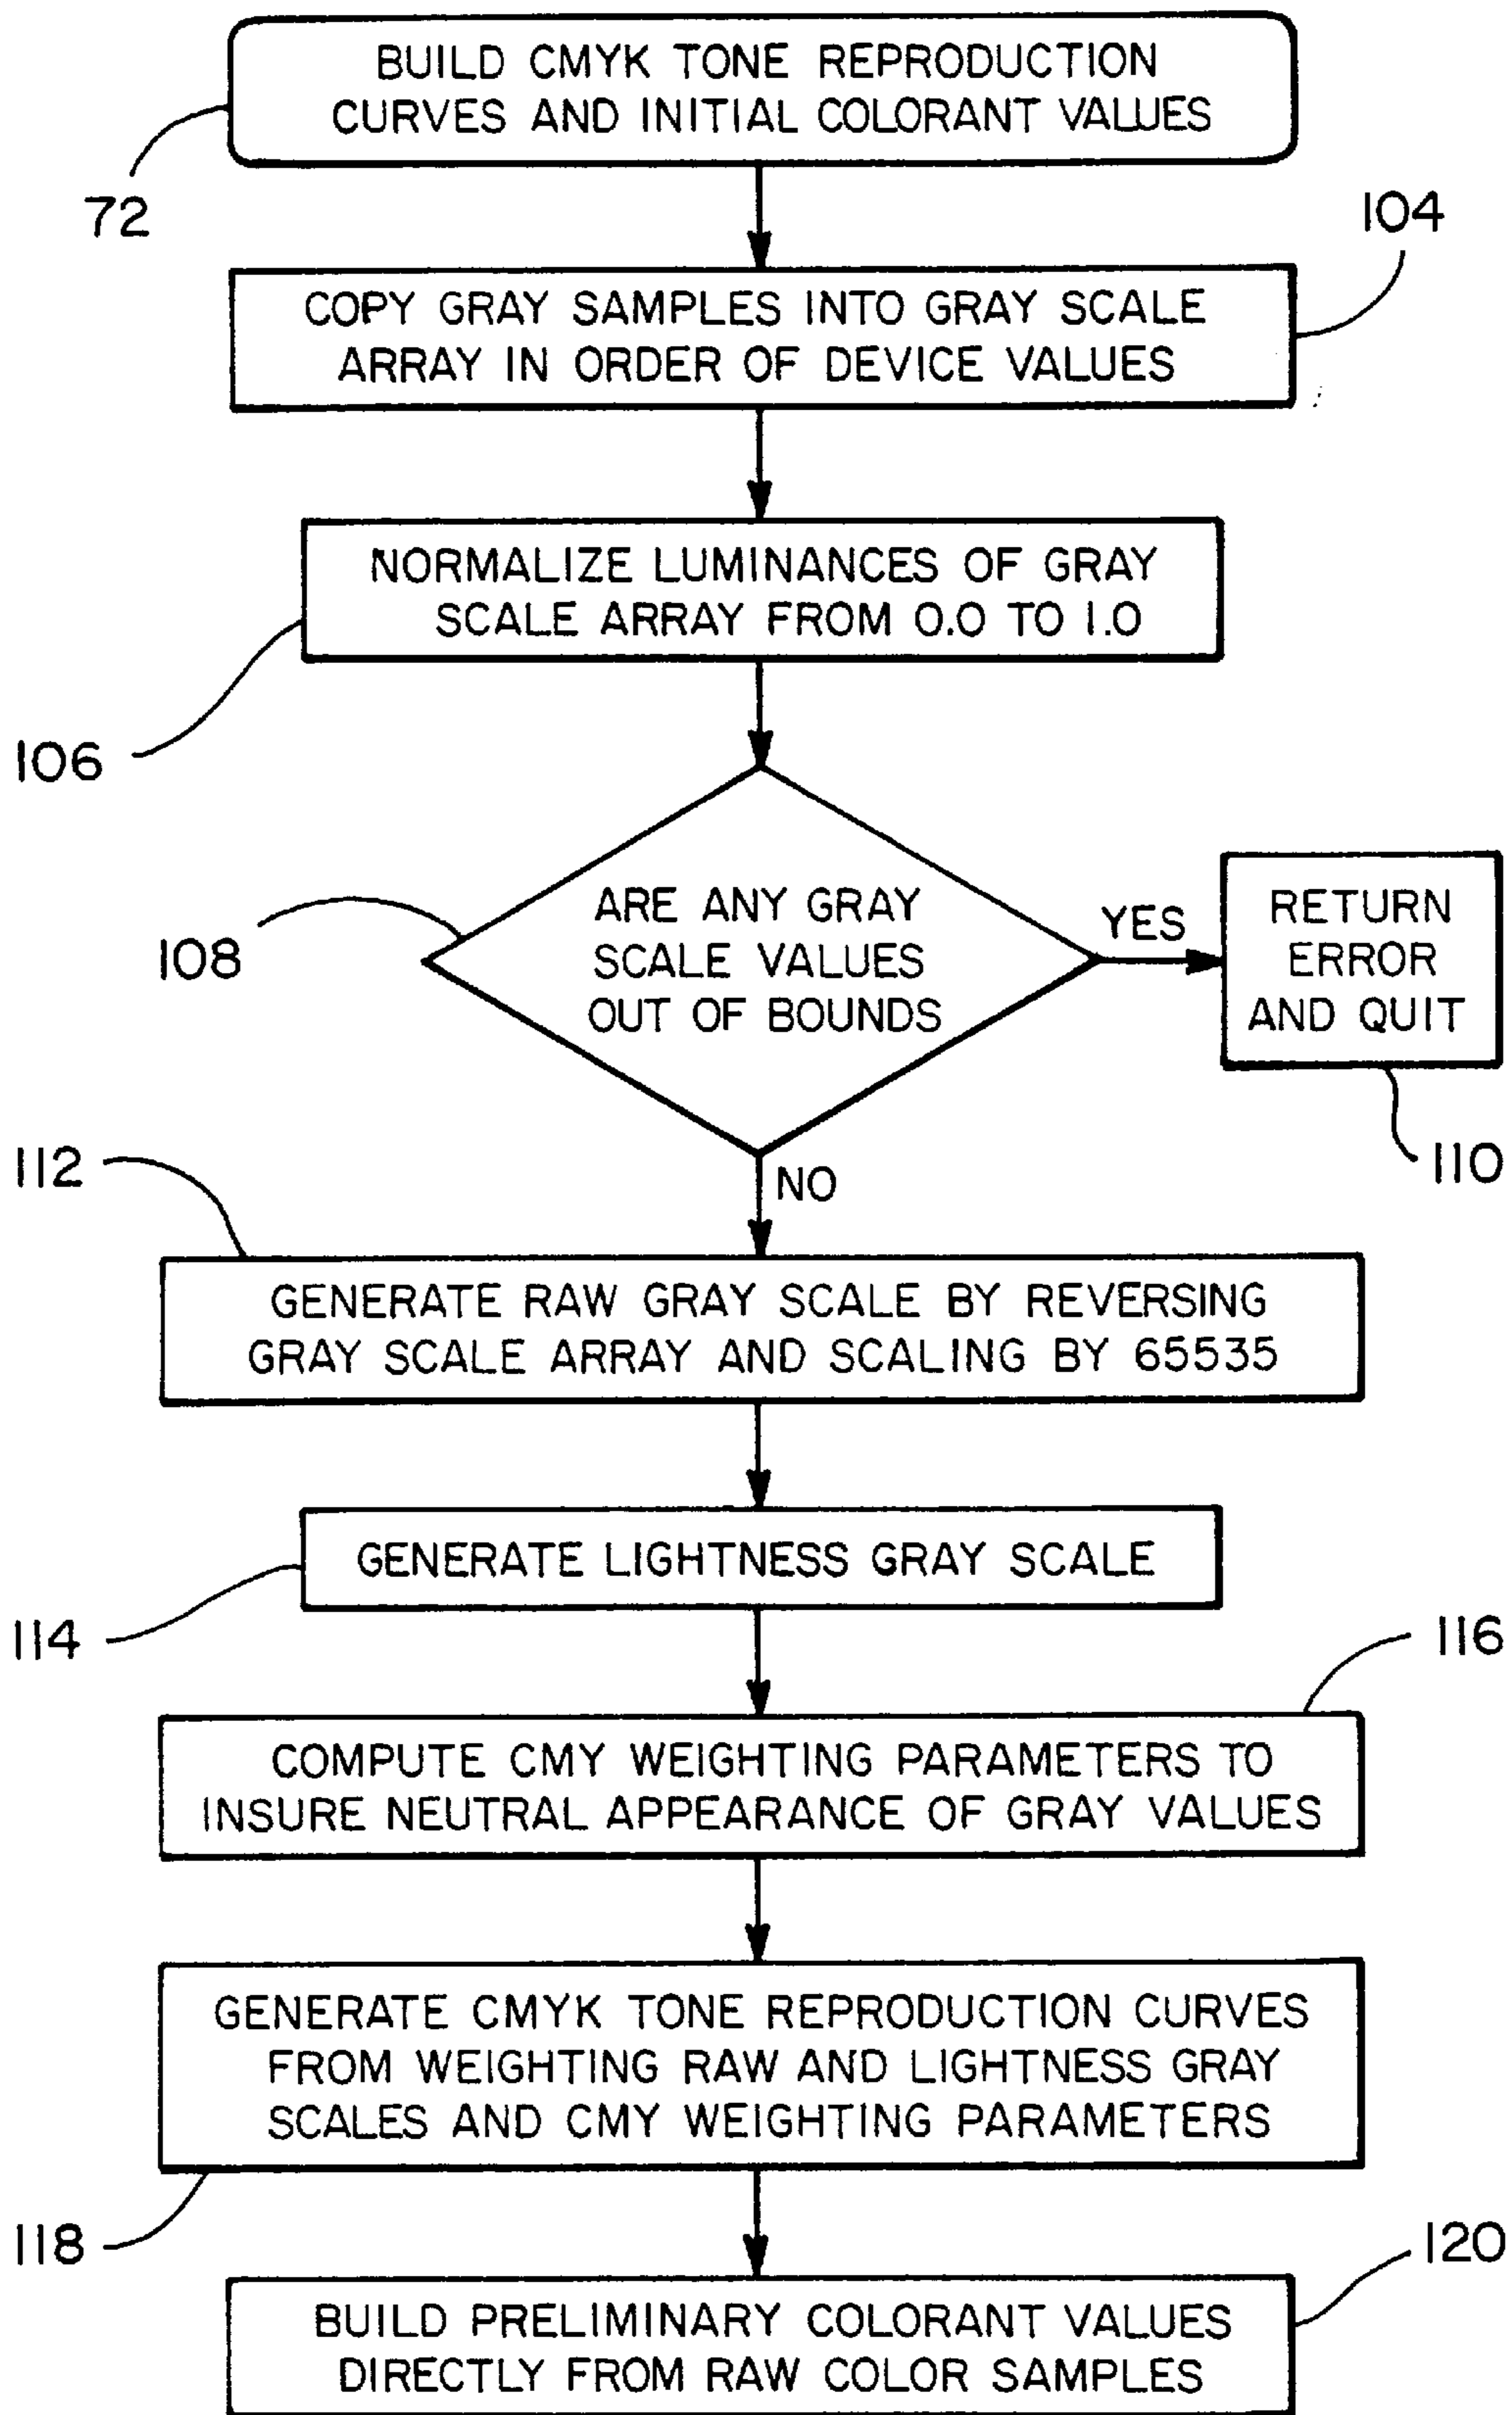 BUILD CMYK TONE REPRODUCTION
CURVES AND INITIAL COLORANT VALUES
72
104
COPY GRAY SAMPLES INTO GRAY SCALE
ARRAY IN ORDER OF DEVICE VALUES
NORMALIZE LUMINANCES OF GRAY
SCALE ARRAY FROM 0.0 TO 1.0
106
ARE ANY GRAY
SCALE VALUES
OUT OF BOUNDS
108
YES
RETURN
ERROR
AND QUIT
110
NO
112
GENERATE RAW GRAY SCALE BY REVERSING
GRAY SCALE ARRAY AND SCALING BY 65535
GENERATE LIGHTNESS GRAY SCALE
114
116
COMPUTE CMY WEIGHTING PARAMETERS TO
INSURE NEUTRAL APPEARANCE OF GRAY VALUES
GENERATE CMYK TONE REPRODUCTION CURVES
FROM WEIGHTING RAW AND LIGHTNESS GRAY
SCALES AND CMY WEIGHTING PARAMETERS
118
120
BUILD PRELIMINARY COLORANT VALUES
DIRECTLY FROM RAW COLOR SAMPLES